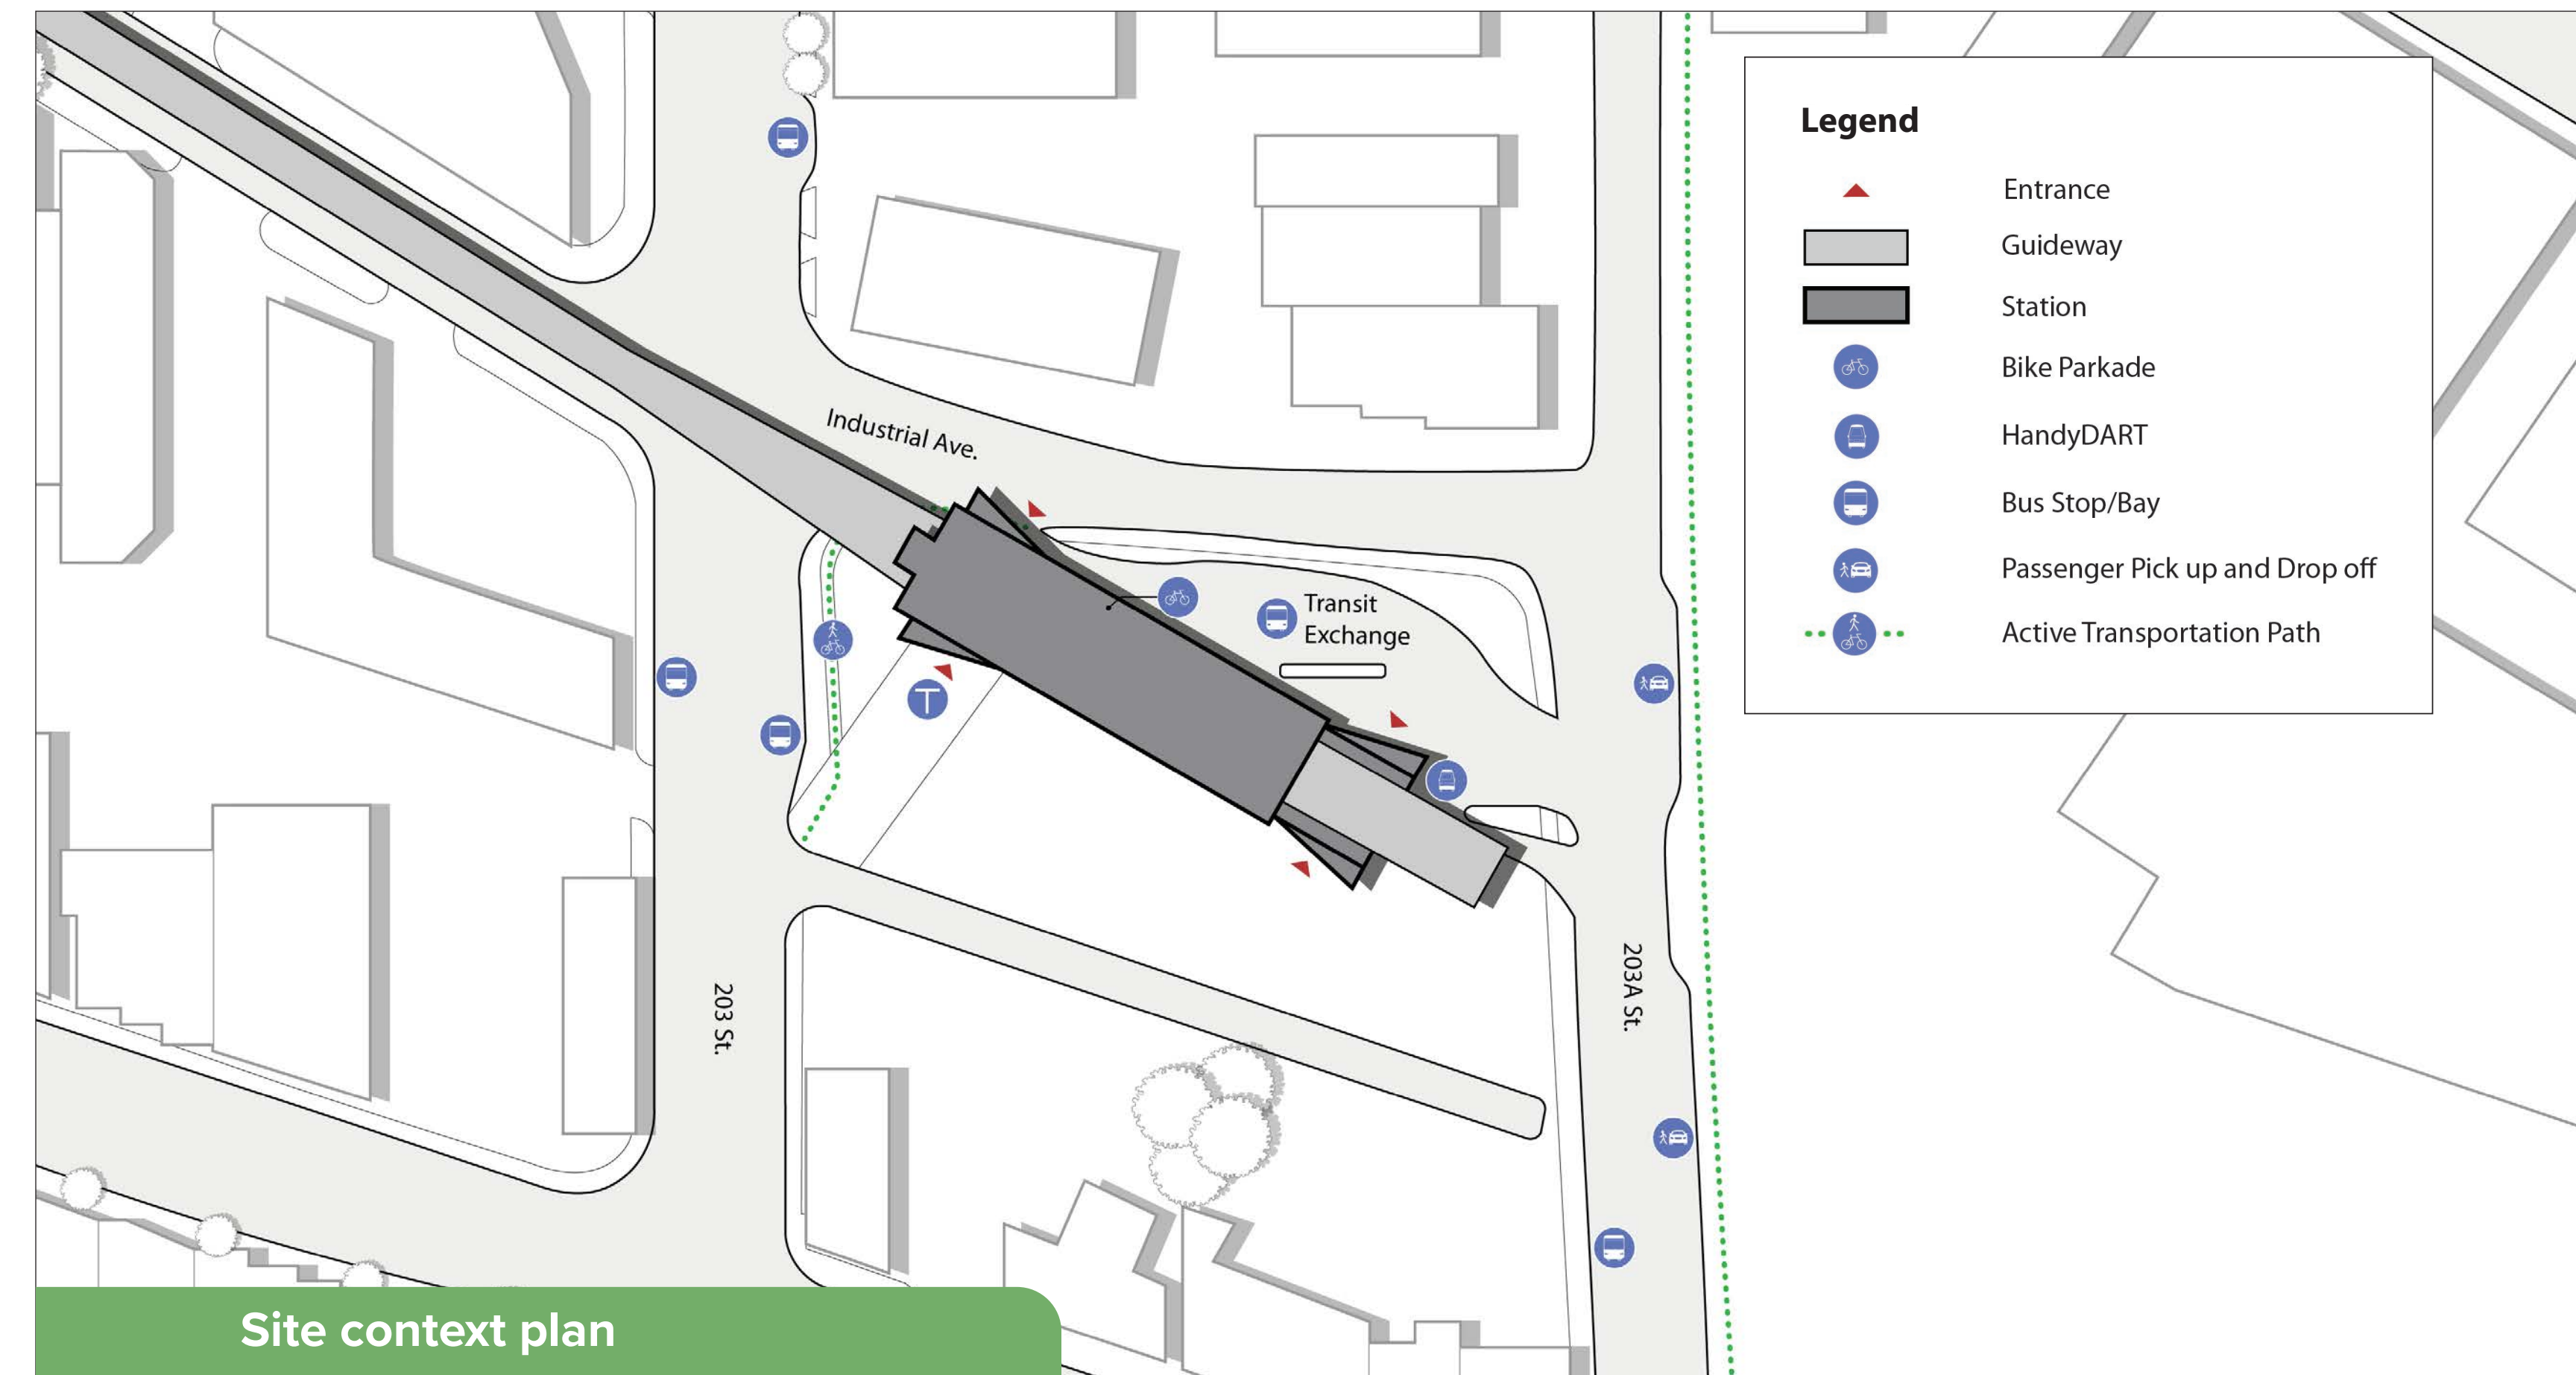 Legend
Entrance
Guideway
Station
Bike Parkade
HandyDART
Bus Stop/Bay
Passenger Pick up and Drop off
Active Transportation Path
Industrial Ave.
Transit
Exchange
T
203 St.
203A St.
Site context plan